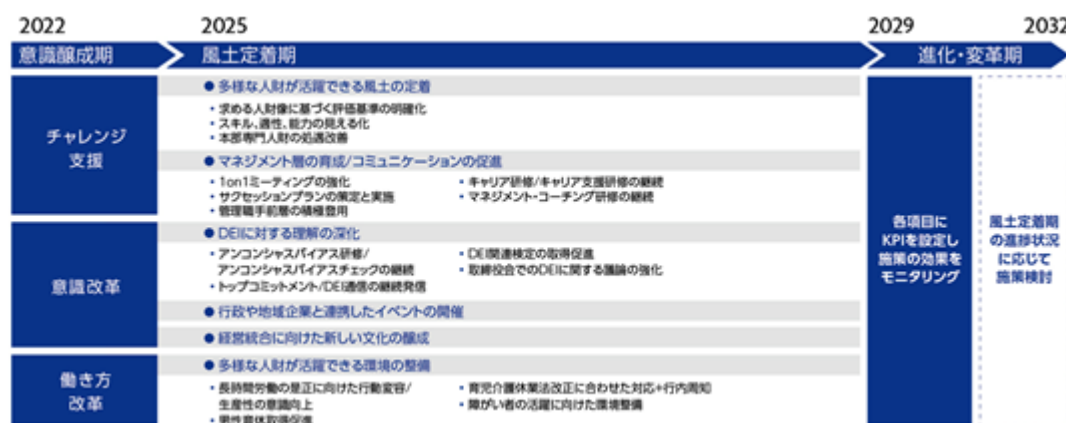 2022
2025
2029
2032
意識醸成期
風土定着期
進化・変革期
チャレンジ
支援
● 多様な人財が活躍できる風土の定着
・求める人財像に基づく評価基準の明確化
・スキル、適性、能力の見える化
・本部専門人財の処遇改善
● マネジメント層の育成/コミュニケーションの促進
・1on1ミーティングの強化
・サクセッションプランの策定と実施
・管理職手前層の積極登用
・キャリア研修/キャリア支援研修の継続
・マネジメント・コーチング研修の継続
意識改革
● DEIに対する理解の深化
・アンコンシャスバイアス研修/
アンコンシャスバイアスチェックの継続
・トップコミットメント/DEI通信の継続発信
・DEI関連検定の取得促進
・取締役会でのDEIに関する議論の強化
● 行政や地域企業と連携したイベントの開催
● 経営統合に向けた新しい文化の醸成
働き方
改革
● 多様な人財が活躍できる環境の整備
・長時間労働の是正に向けた行動変容/
生産性の意識向上
・男性育休取得促進
・育児介護休業法改正に合わせた対応+行内周知
・障がい者の活躍に向けた環境整備
各項目に
KPIを設定し
施策の効果を
モニタリング
風土定着期
の進捗状況
に応じて
施策検討